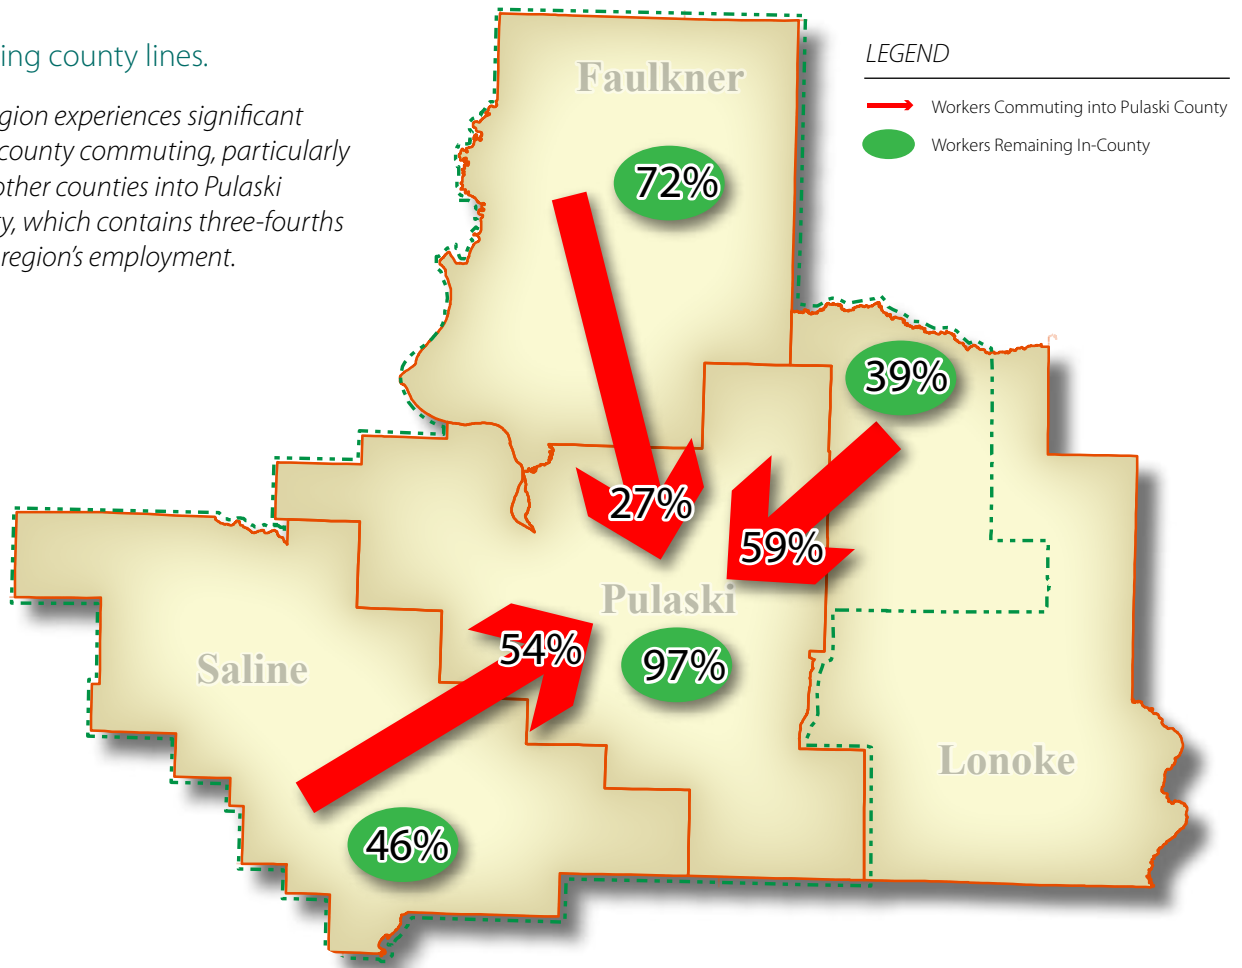 ing county lines.
gion experiences significant
county commuting, particularly
other counties into Pulaski
ty, which contains three-fourths
region's employment.
LEGEND
Workers Commuting into Pulaski County
Workers Remaining In-County
Faulkner
72%
39%
27%
59%
Pulaski
54%
97%
Saline
Lonoke
46%